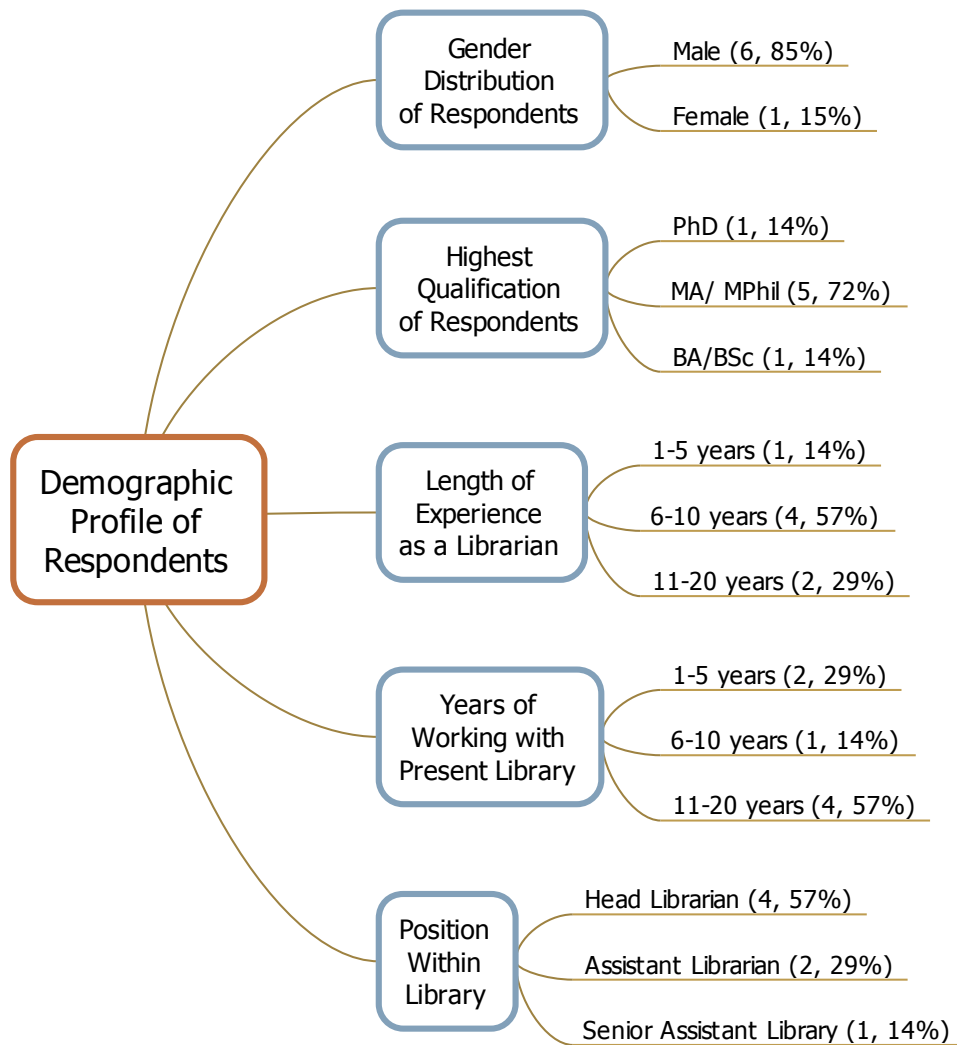 Demographic
Profile of
Respondents
Gender
Distribution
of Respondents
Male (6, 85%)
Female (1, 15%)
Highest
Qualification
of Respondents
PhD (1, 14%)
MA/ MPhil (5, 72%)
BA/BSc (1, 14%)
Length of
Experience
as a Librarian
1-5 years (1, 14%)
6-10 years (4, 57%)
11-20 years (2, 29%)
Years of
Working with
Present Library
1-5 years (2, 29%)
6-10 years (1, 14%)
11-20 years (4, 57%)
Position
Within
Library
Head Librarian (4, 57%)
Assistant Librarian (2, 29%)
Senior Assistant Library (1, 14%)